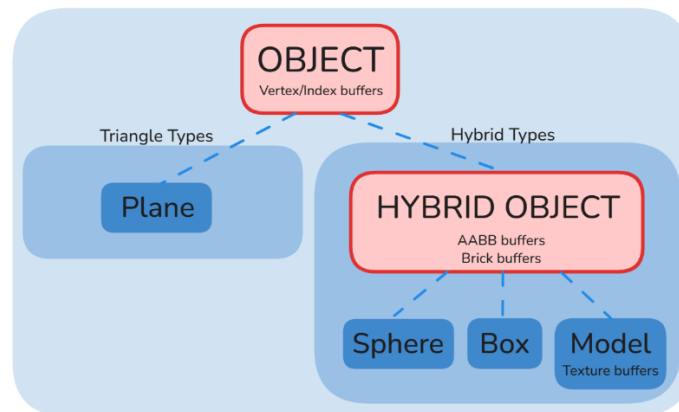 OBJECT
Vertex/Index buffers
Triangle Types
Hybrid Types
Plane
HYBRID OBJECT
AABB buffers
Brick buffers
Sphere
Box
Model
Texture buffers